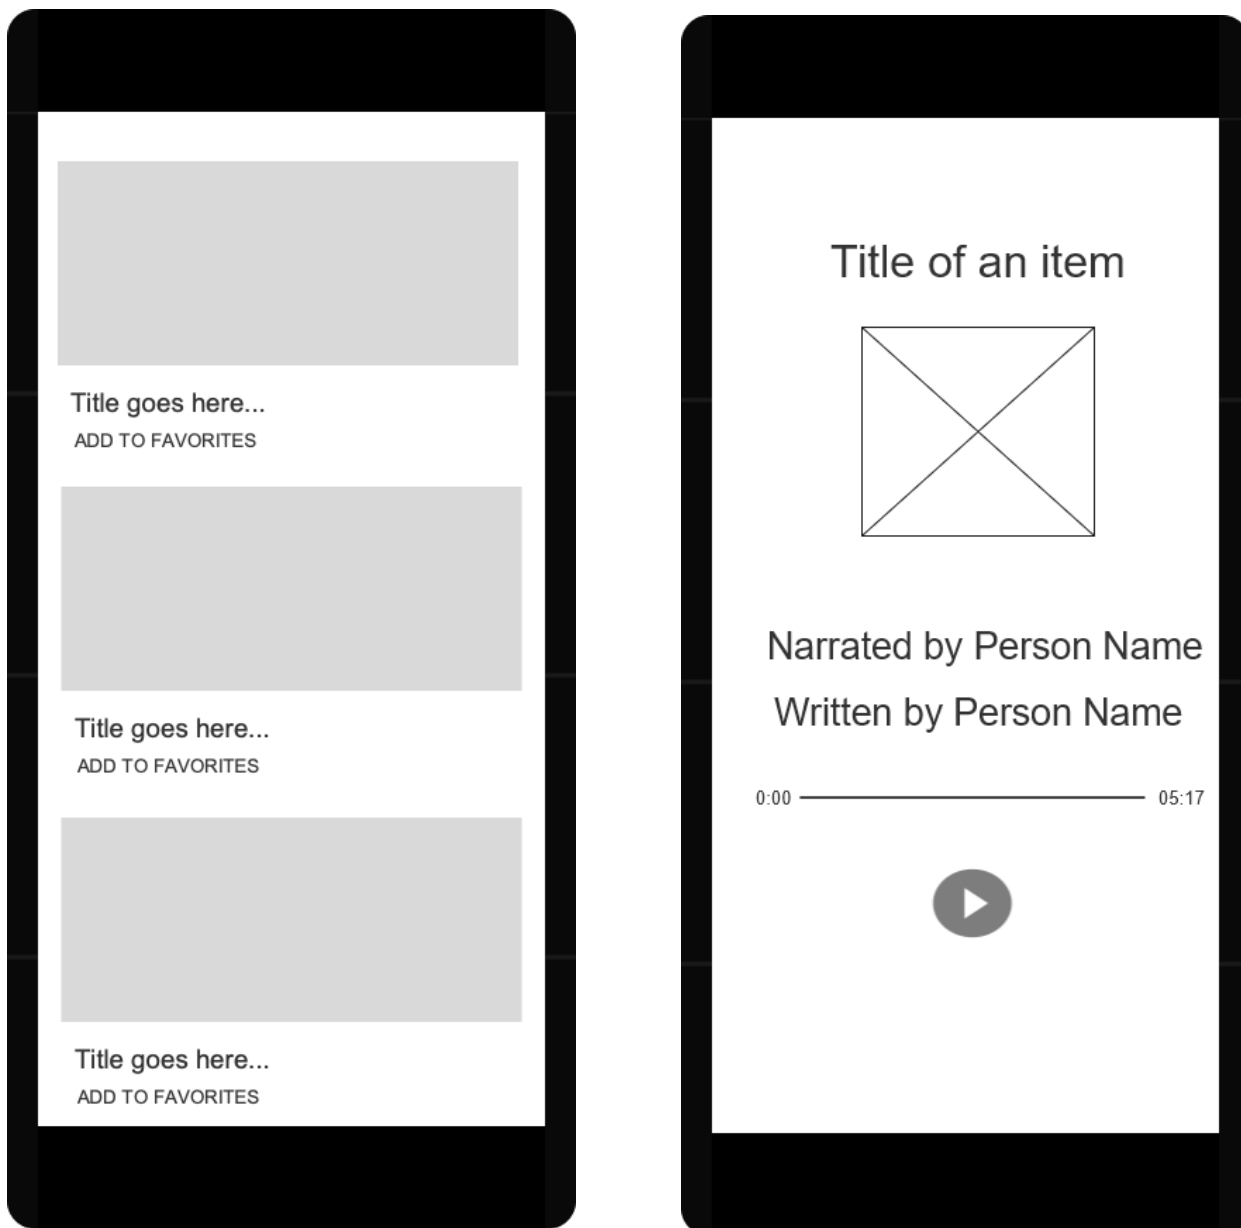 Title goes here...
ADD TO FAVORITES
Title goes here...
ADD TO FAVORITES
Title goes here...
ADD TO FAVORITES
Title of an item
Narrated by Person Name
Written by Person Name
0:00 05:17